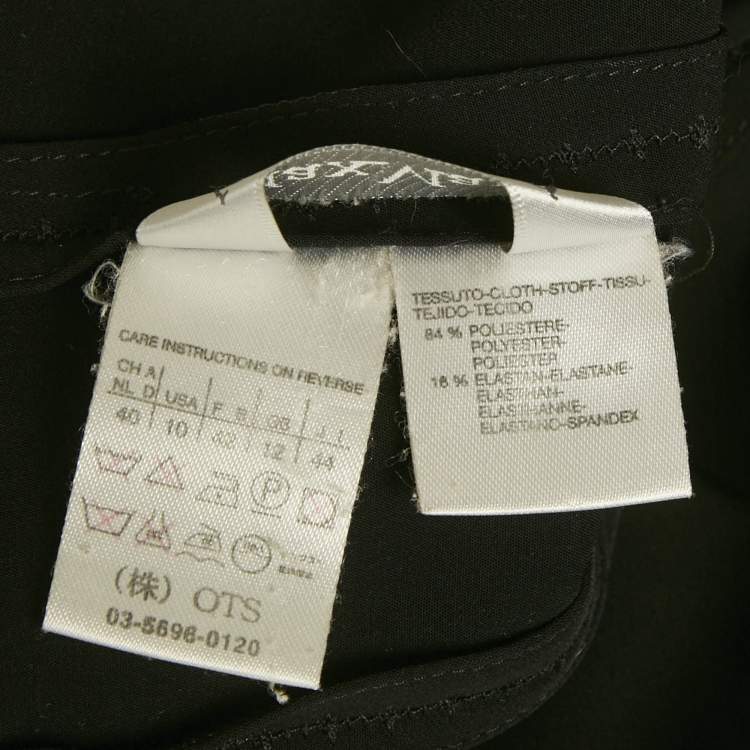 CARE INSTRUCTIONS ON REVERSE
CH A
NL D USA F E GB I
40 10 42 12 44
P
(株) OTS
03-5696-0120
TESSUTO-CLOTH-STOFF-TISSU-
TEJIDO-TECIDO
84 % POLIESTERE-
POLYESTER-
POLIESTER
16 % ELASTAN-ELASTANE-
ELASTHAN-
ELASTHANNE-
ELASTANO-SPANDEX